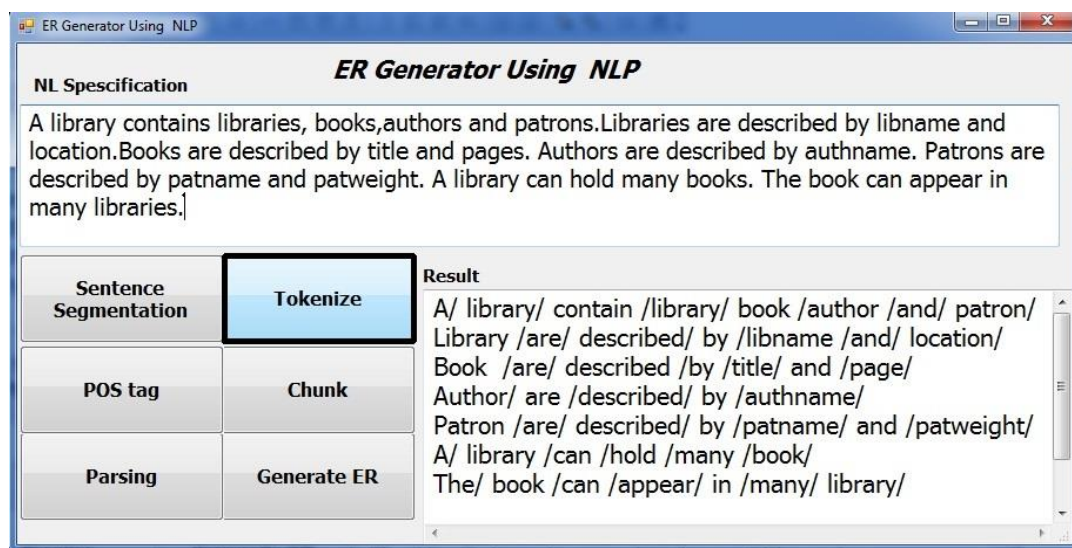 ER Generator Using NLP
ER Generator Using NLP
NL Spescification
A library contains libraries, books,authors and patrons.Libraries are described by libname and
location.Books are described by title and pages. Authors are described by authname. Patrons are
described by patname and patweight. A library can hold many books. The book can appear in
many libraries.
Sentence
Segmentation
Tokenize
POS tag
Chunk
Parsing
Generate ER
Result
A/ library/ contain /library/ book /author /and/ patron/
Library /are/ described/ by /libname /and/ location/
Book /are/ described /by /title/ and /page/
Author/ are /described/ by /authname/
Patron /are/ described/ by /patname/ and /patweight/
A/ library /can /hold /many /book/
The/ book /can /appear/ in /many/ library/